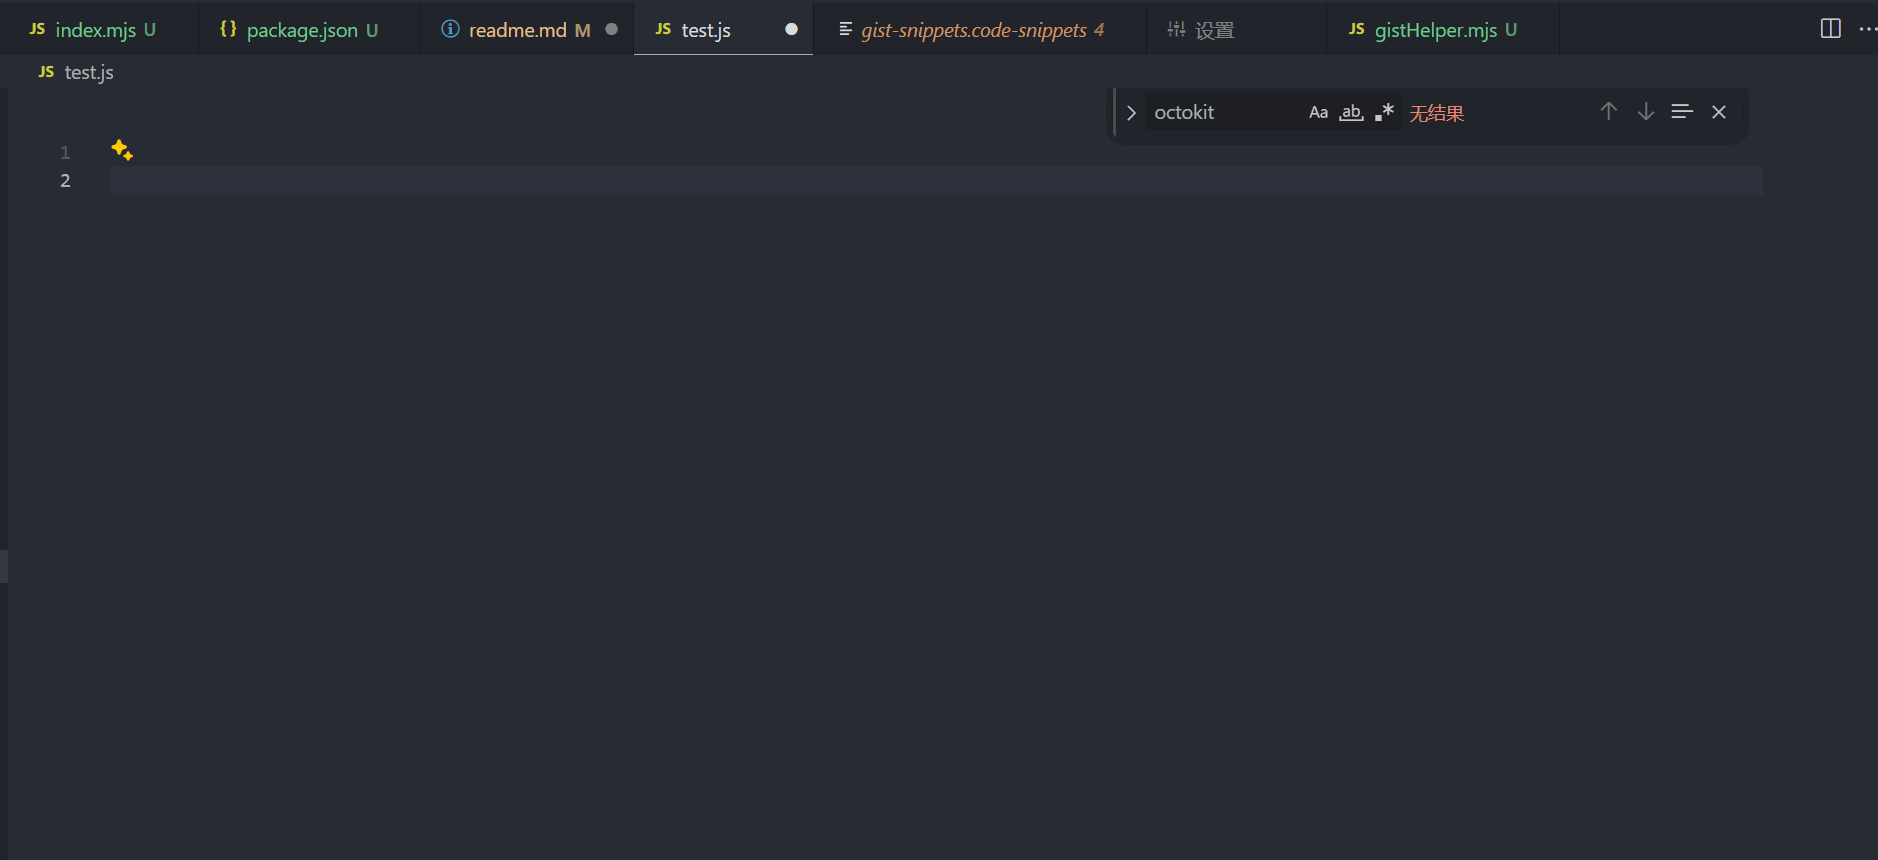 JS index.mjs U {} package.json U readme.md M JS test.js gist-snippets.code-snippets 4 设置 JS gistHelper.mjs U
JS test.js
octokit Aa ab .* 无结果
1
2